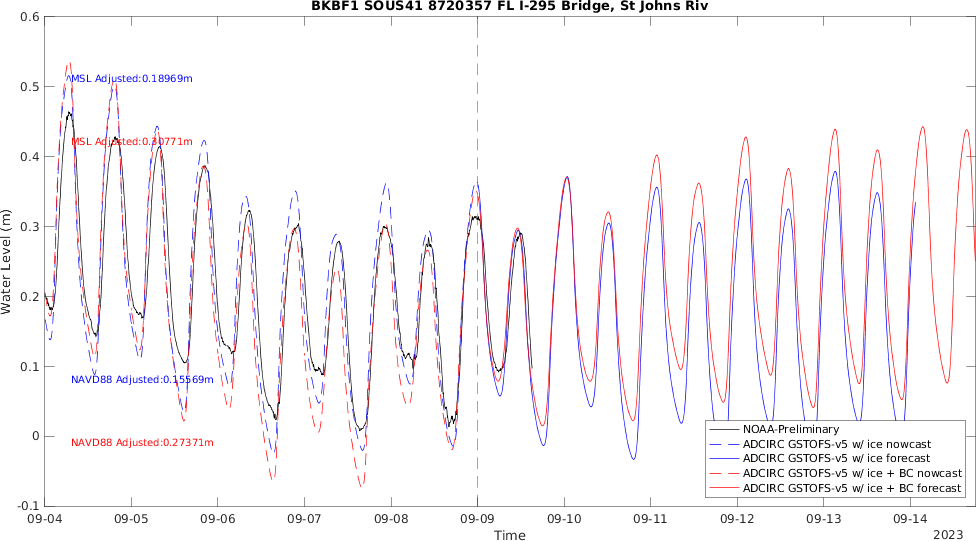 BKBF1 SOUS41 8720357 FL I-295 Bridge, St Johns Riv
0.6
0.5
0.4
0.3
0.2
0.1
0
-0.1
Water Level (m)
MSL Adjusted:0.18969m
MSL Adjusted:0.30771m
NAVD88 Adjusted:0.15569m
NAVD88 Adjusted:0.27371m
NOAA-Preliminary
ADCIRC GSTOFS-v5 w/ ice nowcast
ADCIRC GSTOFS-v5 w/ ice forecast
ADCIRC GSTOFS-v5 w/ ice + BC nowcast
ADCIRC GSTOFS-v5 w/ ice + BC forecast
09-04 09-05 09-06 09-07 09-08 09-09 09-10 09-11 09-12 09-13 09-14
Time
2023